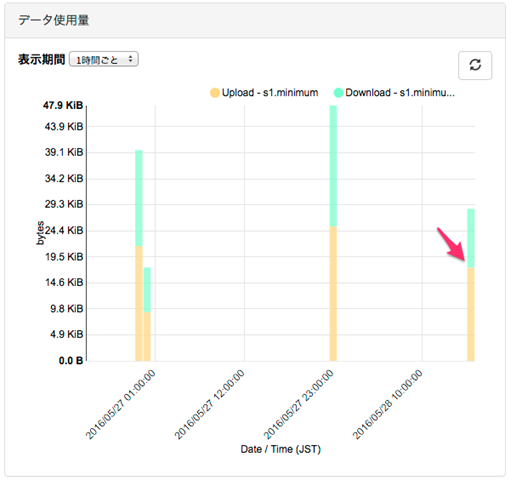 データ使用量
表示期間 1時間ごと
Upload - s1.minimum Download - s1.minimu...
47.9 KiB
43.9 KiB
39.1 KiB
34.2 KiB
29.3 KiB
24.4 KiB
19.5 KiB
14.6 KiB
9.8 KiB
4.9 KiB
0.0 B
bytes
2016/05/27 01:00:00
2016/05/27 12:00:00
2016/05/27 23:00:00
2016/05/28 10:00:00
Date / Time (JST)